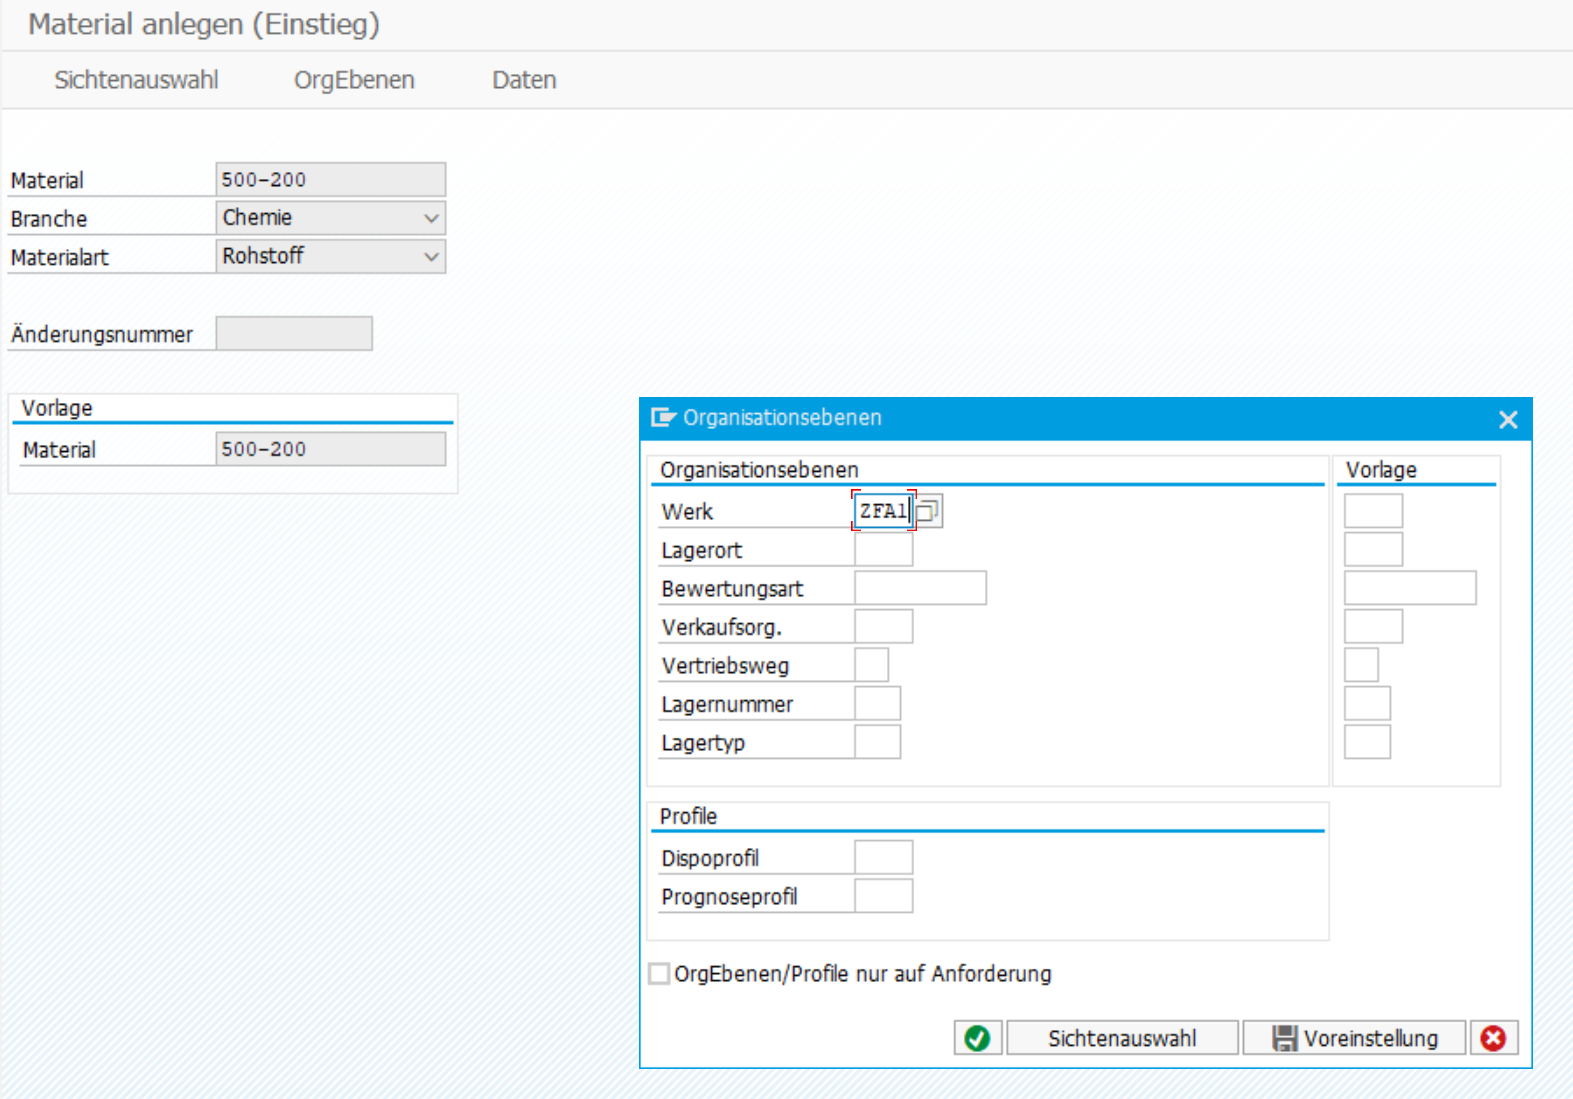 Material anlegen (Einstieg)
Sichtenauswahl OrgEbenen Daten
Material 500-200
Branche Chemie
Materialart Rohstoff
Änderungsnummer
Vorlage
Material 500-200
Organisationsebenen
Organisationsebenen Vorlage
Werk ZFA1
Lagerort
Bewertungsart
Verkaufsorg.
Vertriebsweg
Lagernummer
Lagertyp
Profile
Dispoprofil
Prognoseprofil
OrgEbenen/Profile nur auf Anforderung
Sichtenauswahl Voreinstellung